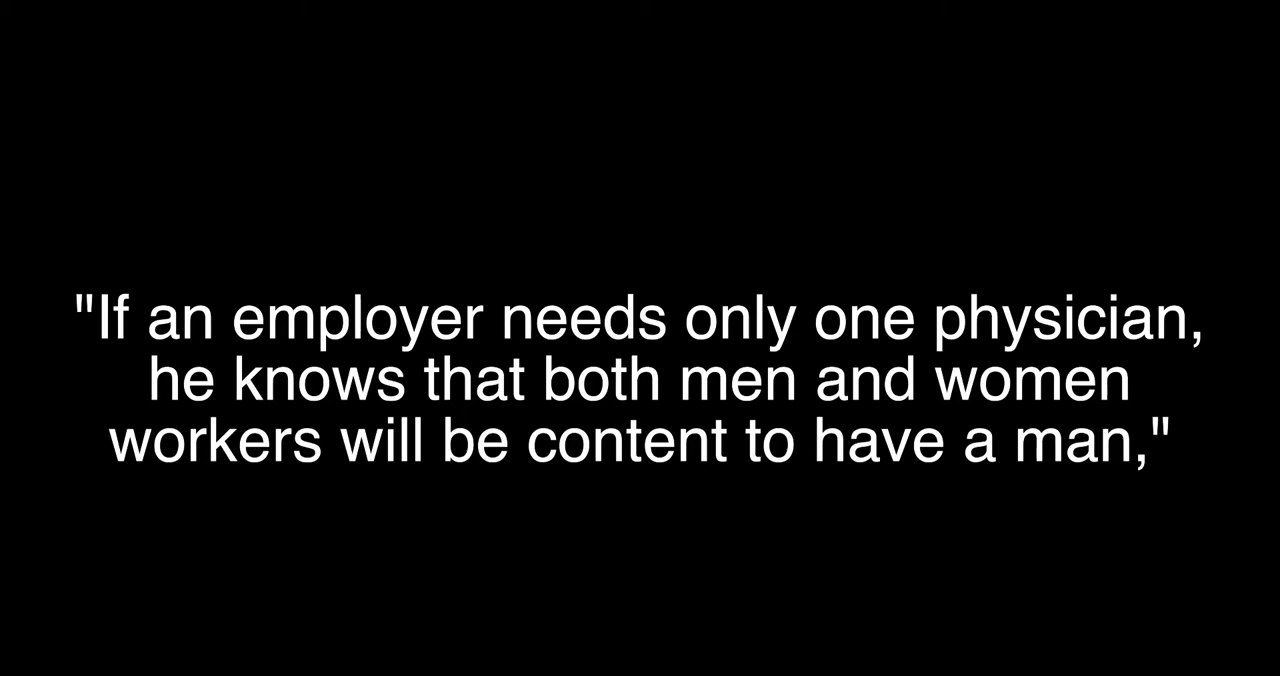 "If an employer needs only one physician,
he knows that both men and women
workers will be content to have a man,"